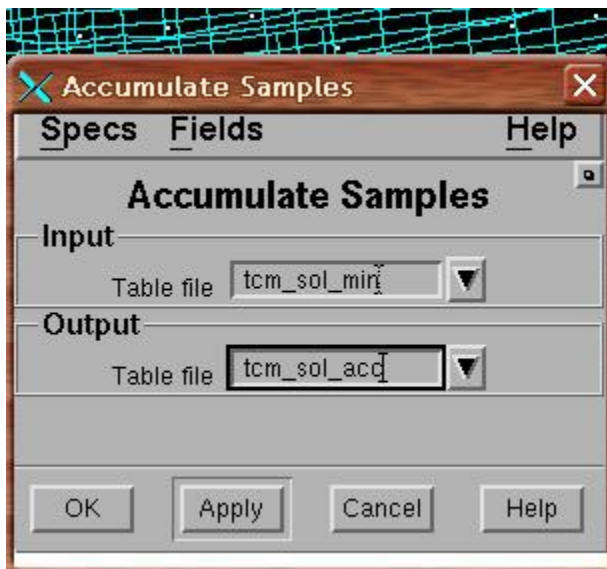 Accumulate Samples
Specs Fields Help
Accumulate Samples
Input
Table file tcm_sol_min
Output
Table file tcm_sol_acc
OK Apply Cancel Help